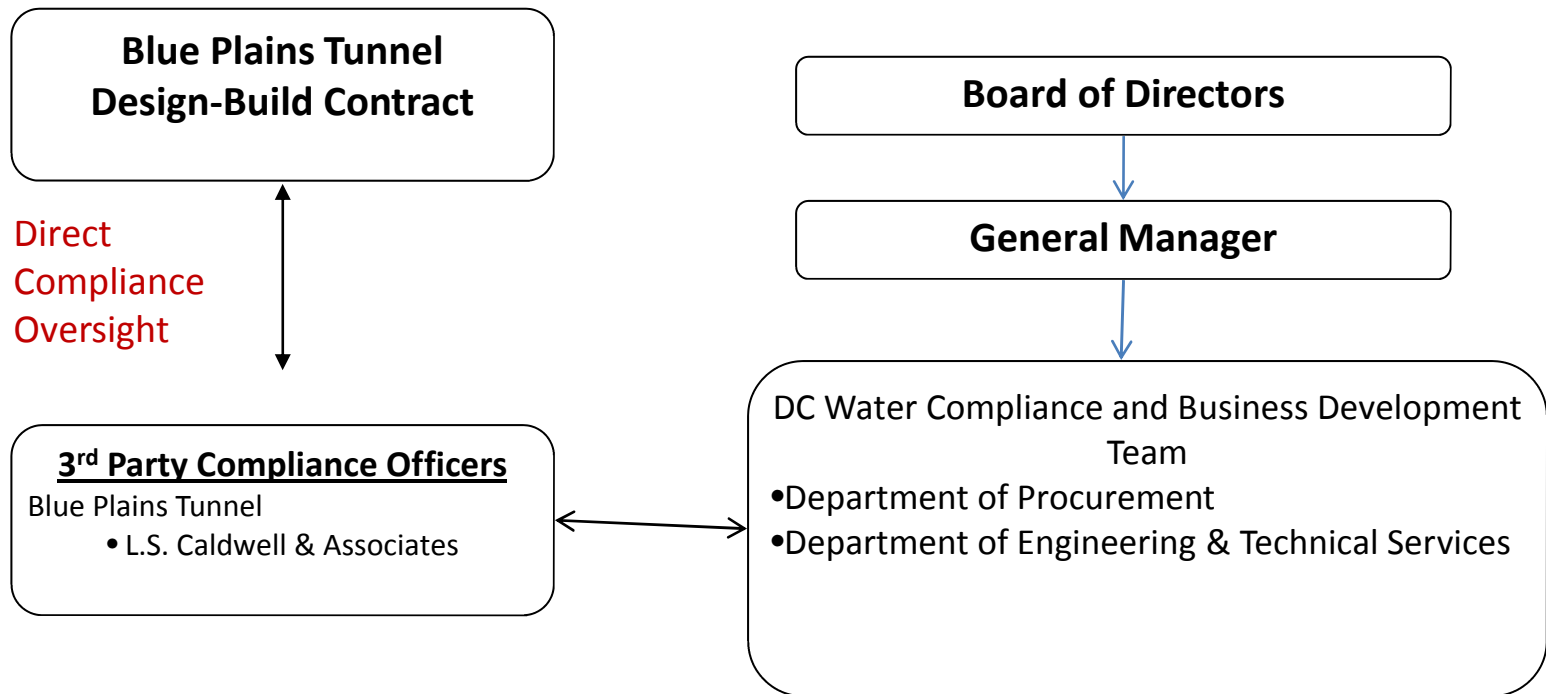 Blue Plains Tunnel
Design-Build Contract
Board of Directors
General Manager
Direct
Compliance
Oversight
3rd Party Compliance Officers
Blue Plains Tunnel
• L.S. Caldwell & Associates
DC Water Compliance and Business Development
Team
•Department of Procurement
•Department of Engineering & Technical Services